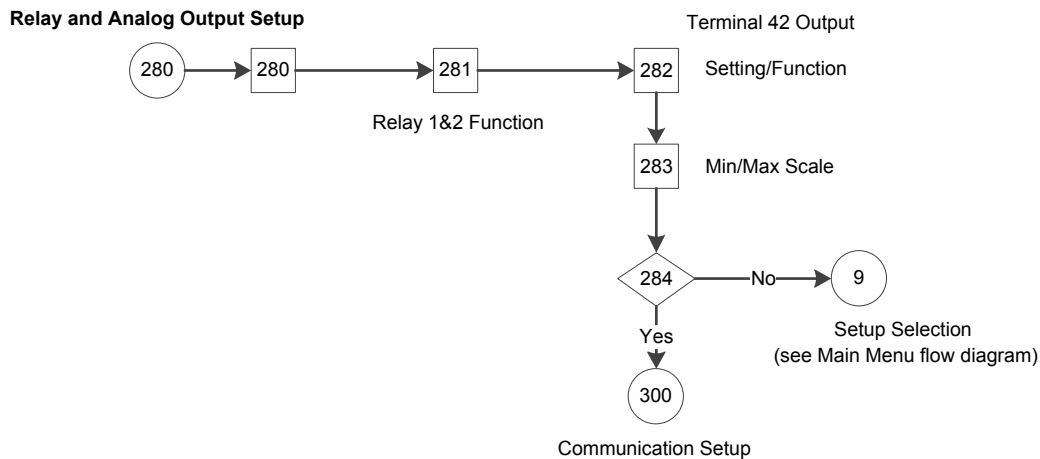 Relay and Analog Output Setup
Terminal 42 Output
280
280
281
282
Setting/Function
Relay 1&2 Function
283
Min/Max Scale
284
No
9
Yes
Setup Selection
(see Main Menu flow diagram)
300
Communication Setup